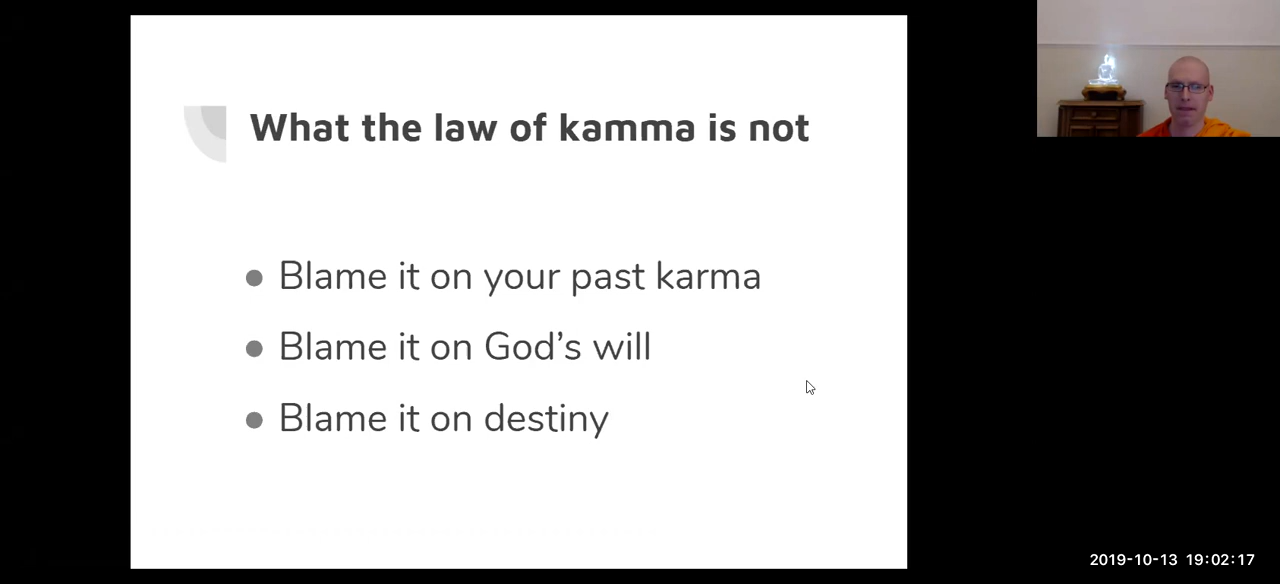 What the law of kamma is not
Blame it on your past karma
Blame it on God’s will
Blame it on destiny
2019-10-13 19:02:17